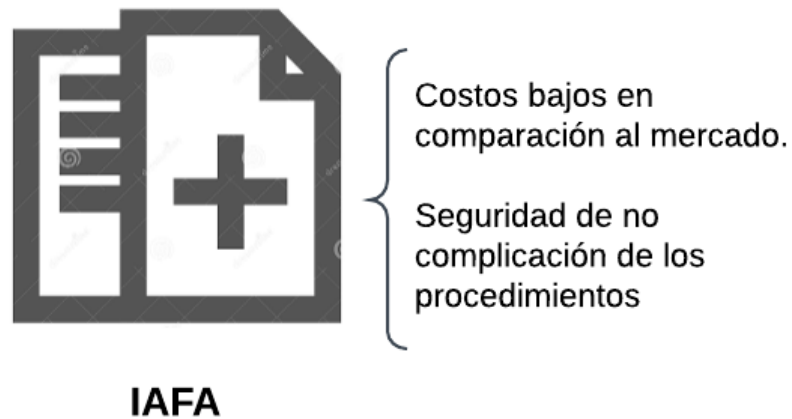 Costos bajos en
comparación al mercado.
Seguridad de no
complicación de los
procedimientos
IAFA